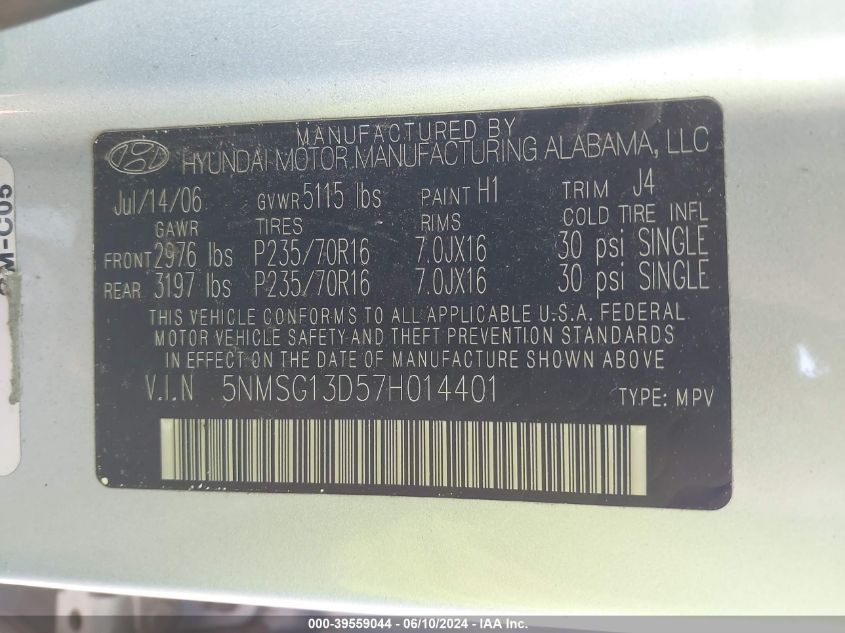 MANUFACTURED BY
HYUNDAI MOTOR MANUFACTURING ALABAMA, LLC
Jul/14/06 GVWR 5115 lbs PAINT H1 TRIM J4
GAWR TIRES RIMS COLD TIRE INFL
FRONT 2976 lbs P235/70R16 7.0JX16 30 psi SINGLE
REAR 3197 lbs P235/70R16 7.0JX16 30 psi SINGLE
THIS VEHICLE CONFORMS TO ALL APPLICABLE U.S.A. FEDERAL
MOTOR VEHICLE SAFETY AND THEFT PREVENTION STANDARDS
IN EFFECT ON THE DATE OF MANUFACTURE SHOWN ABOVE
V.I.N 5NMSG13D57H014401 TYPE: MPV
000-39559044 - 06/10/2024 - IAA Inc.